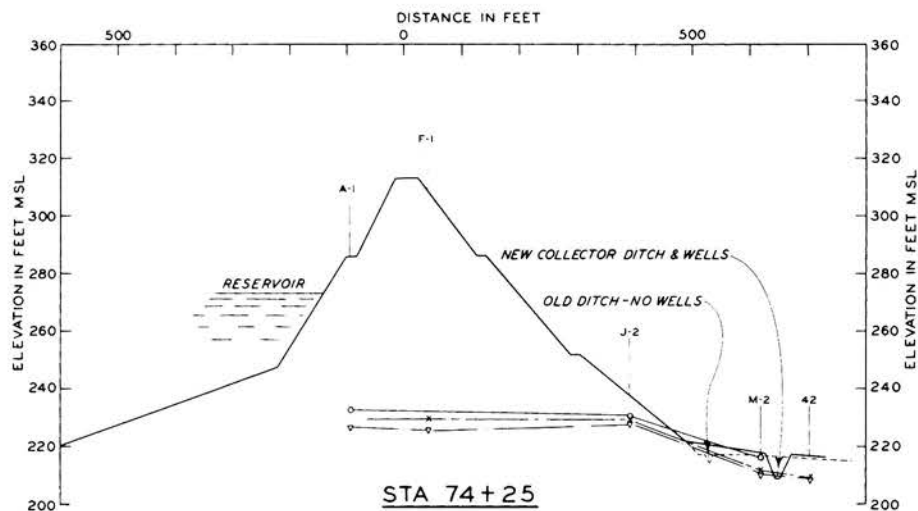 DISTANCE IN FEET
500 0 500
360 360
340 340
F-1
320 320
A-1
300 300
NEW COLLECTOR DITCH & WELLS
280 280
RESERVOIR
OLD DITCH-NO WELLS
260 260
J-2
240 240
M-2 42
220 220
200 200
ELEVATION IN FEET MSL
ELEVATION IN FEET MSL
STA 74+25